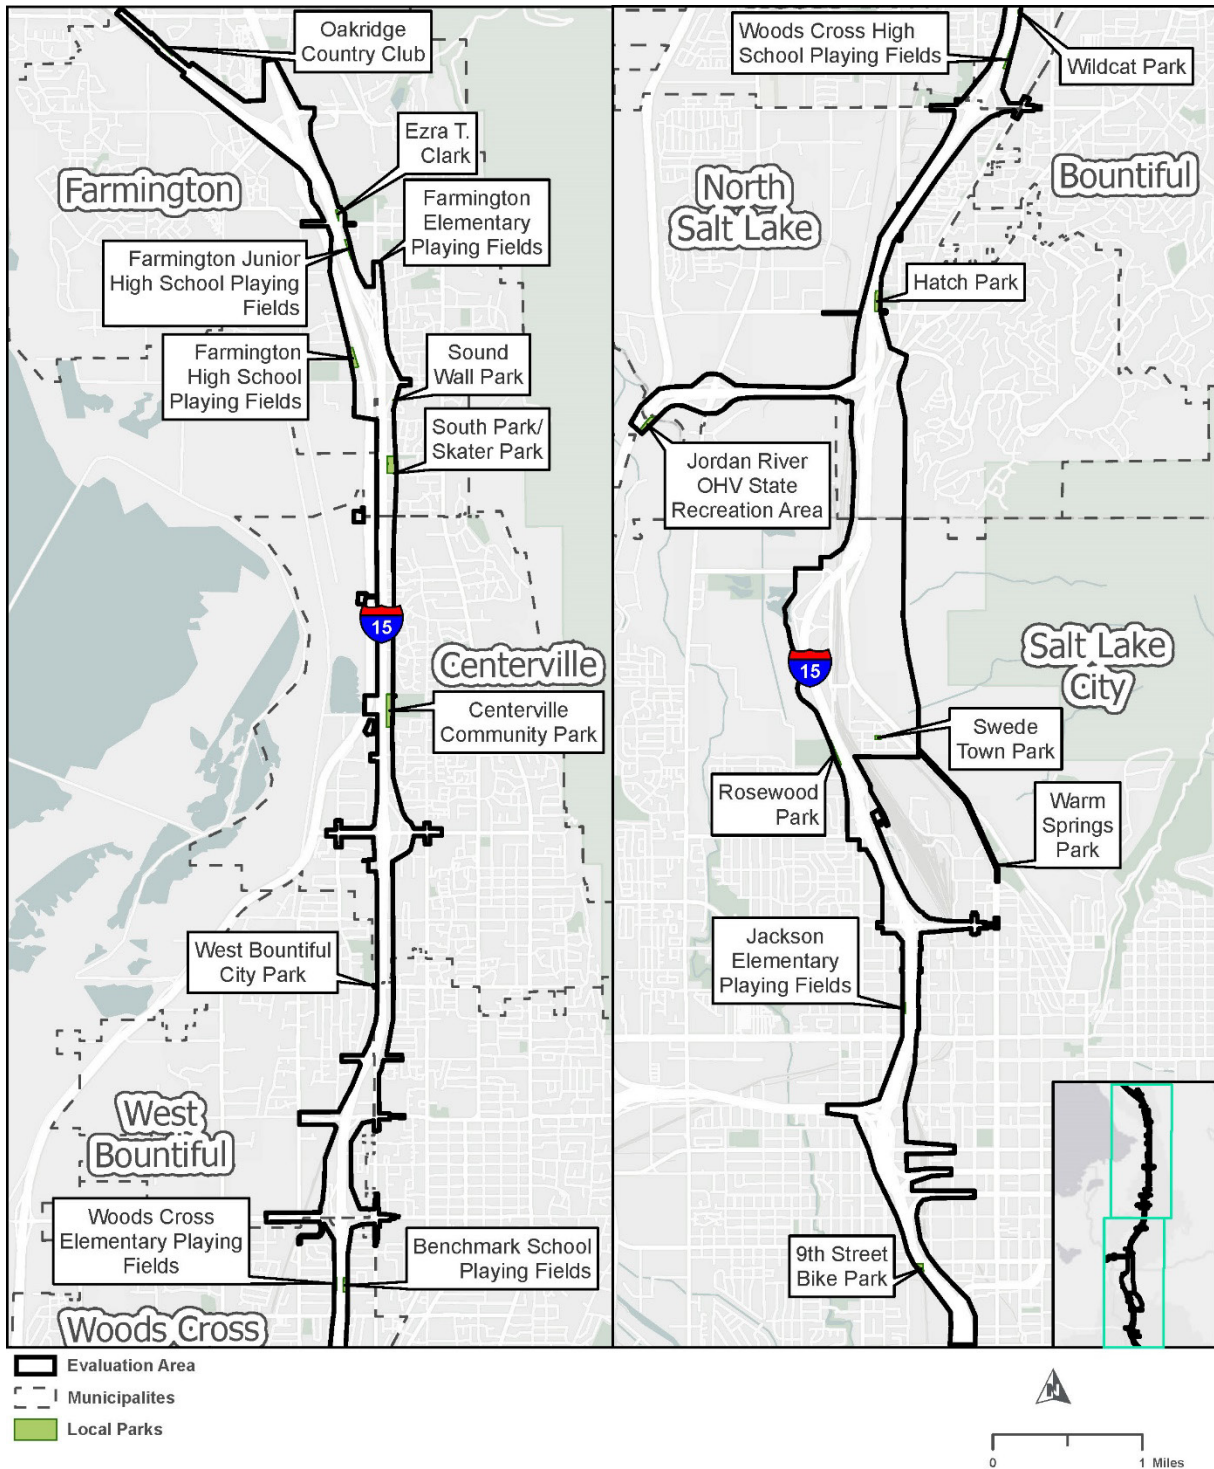 Oakridge
Country Club
Ezra T.
Clark
Farmington
Farmington
Elementary
Playing Fields
Farmington Junior
High School Playing
Fields
Farmington
High School
Playing Fields
Sound
Wall Park
South Park/
Skater Park
15
Centerville
Centerville
Community Park
West Bountiful
City Park
West
Bountiful
Woods Cross
Elementary Playing
Fields
Benchmark School
Playing Fields
Woods Cross
Woods Cross High
School Playing Fields
Wildcat Park
North
Salt Lake
Bountiful
Hatch Park
Jordan River
OHV State
Recreation Area
15
Salt Lake
City
Swede
Town Park
Rosewood
Park
Warm
Springs
Park
Jackson
Elementary
Playing Fields
9th Street
Bike Park
Evaluation Area
Municipalites
Local Parks
N
0 1 Miles